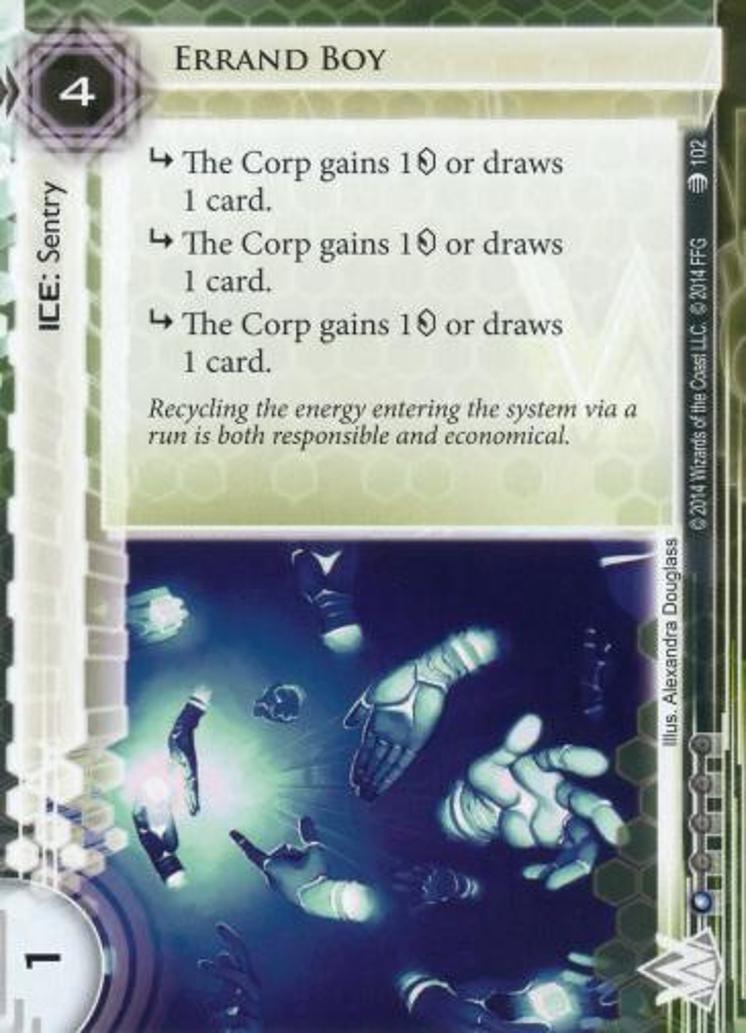 ERRAND BOY
4
ICE: Sentry
↳ The Corp gains 1 or draws
1 card.
↳ The Corp gains 1 or draws
1 card.
↳ The Corp gains 1 or draws
1 card.
Recycling the energy entering the system via a
run is both responsible and economical.
102
©2014 Wizards of the Coast LLC. © 2014 FFG
Illus. Alexandra Douglass
1